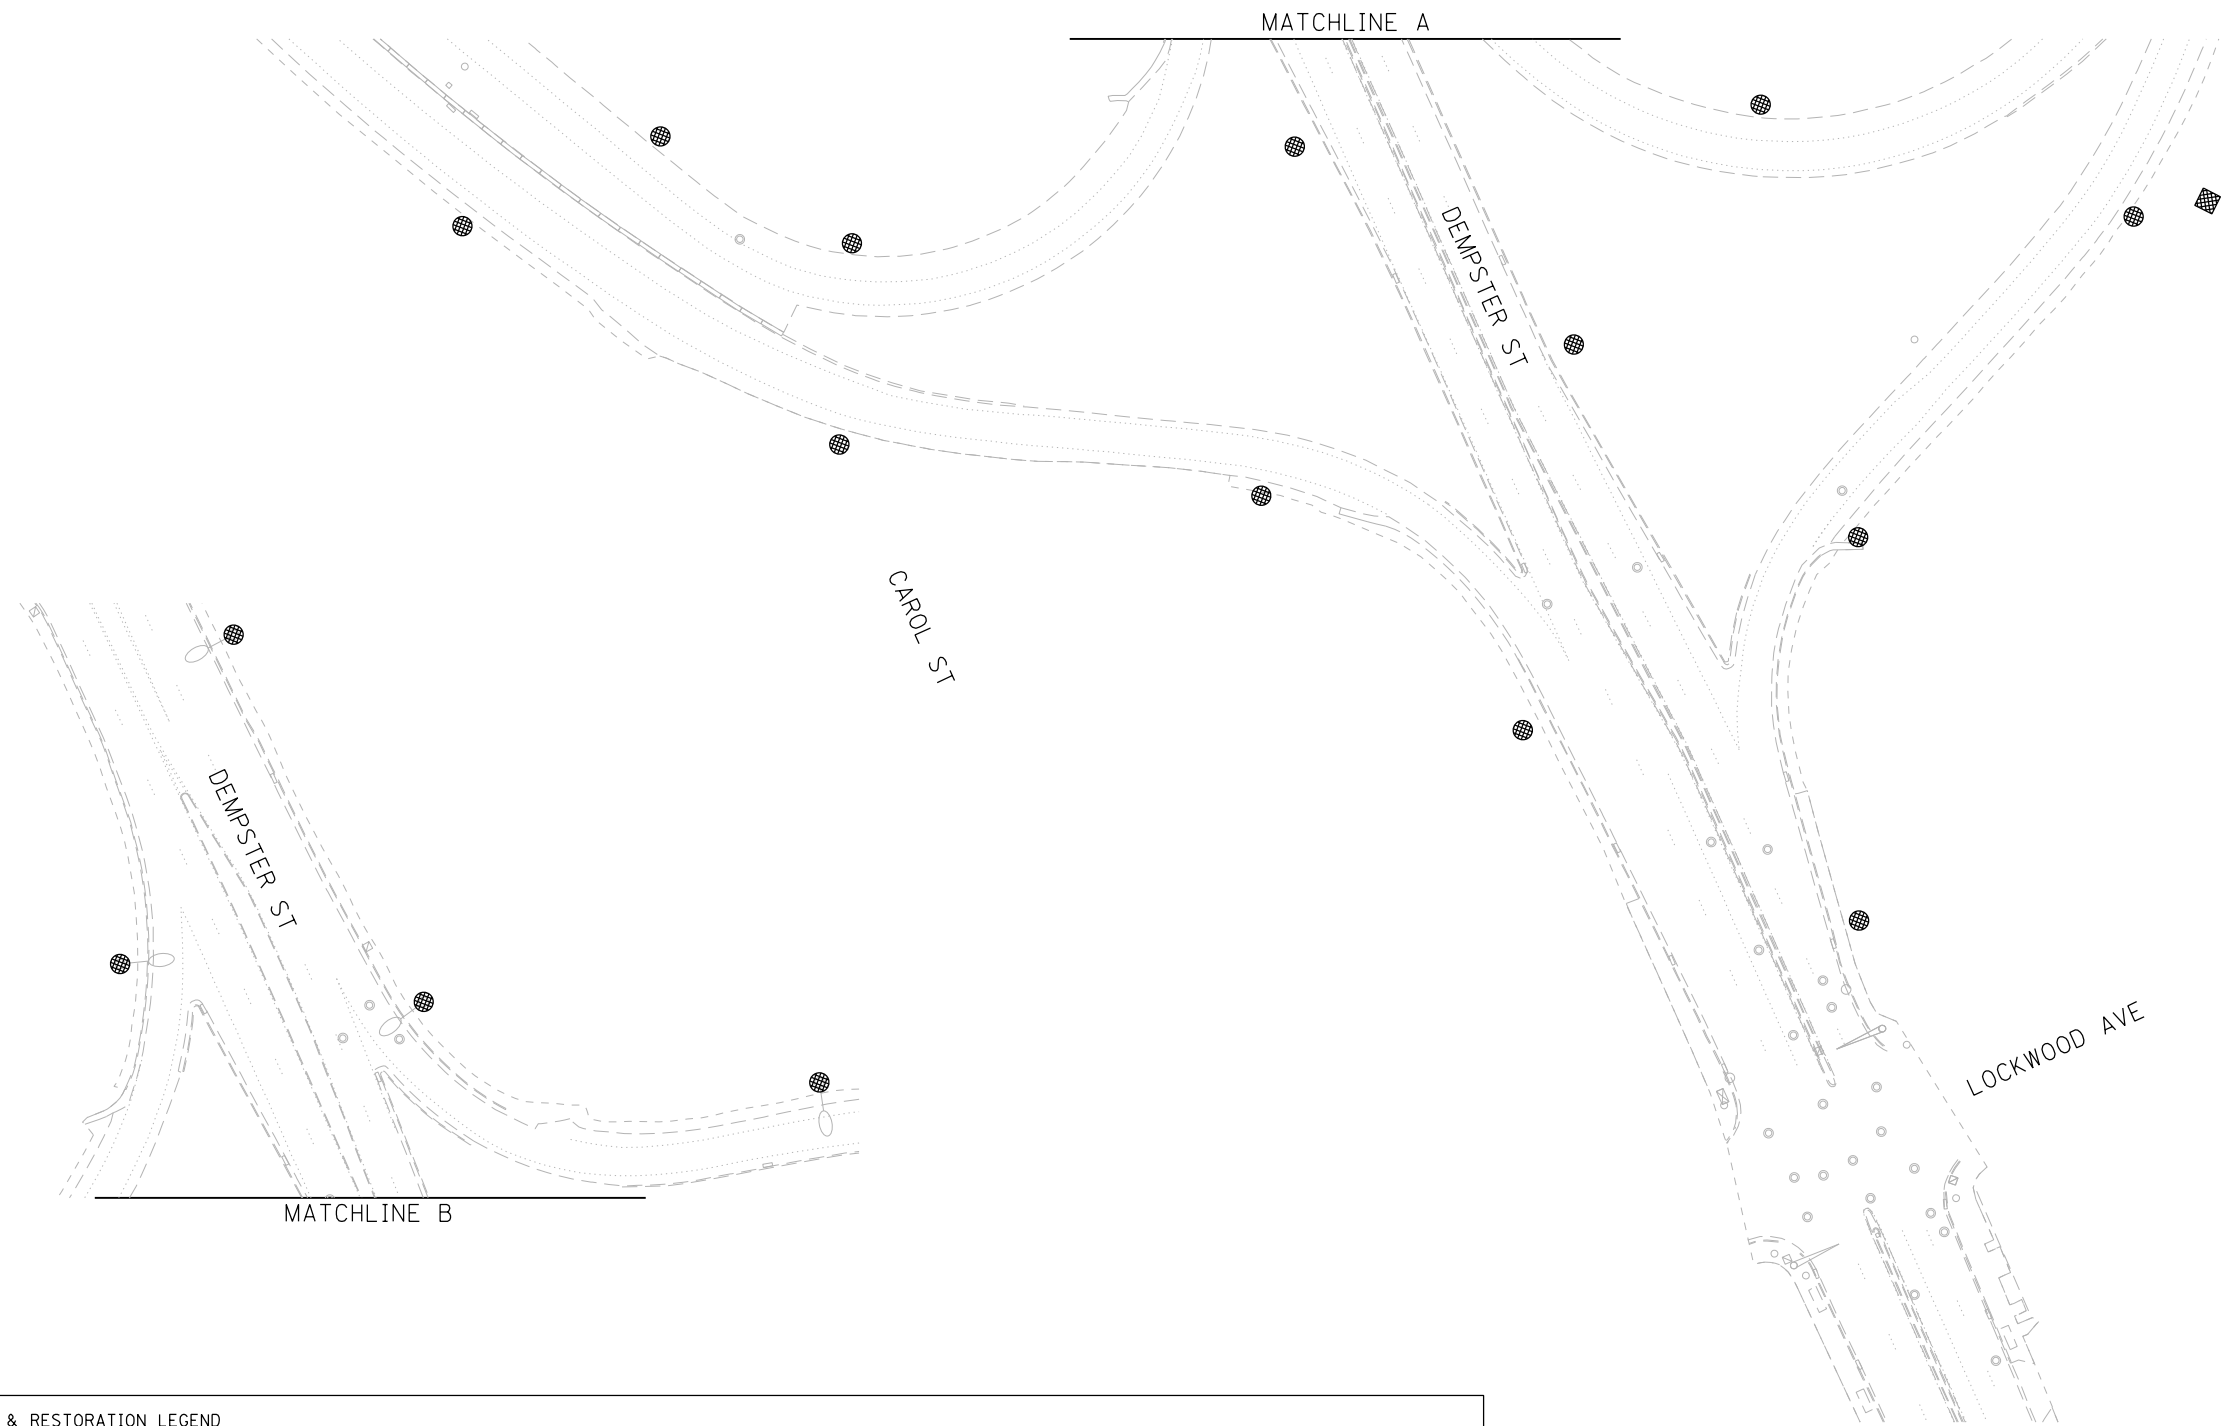 MATCHLINE A
DEMPSTER ST
CAROL ST
DEMPSTER ST
LOCKWOOD AVE
MATCHLINE B
& RESTORATION LEGEND